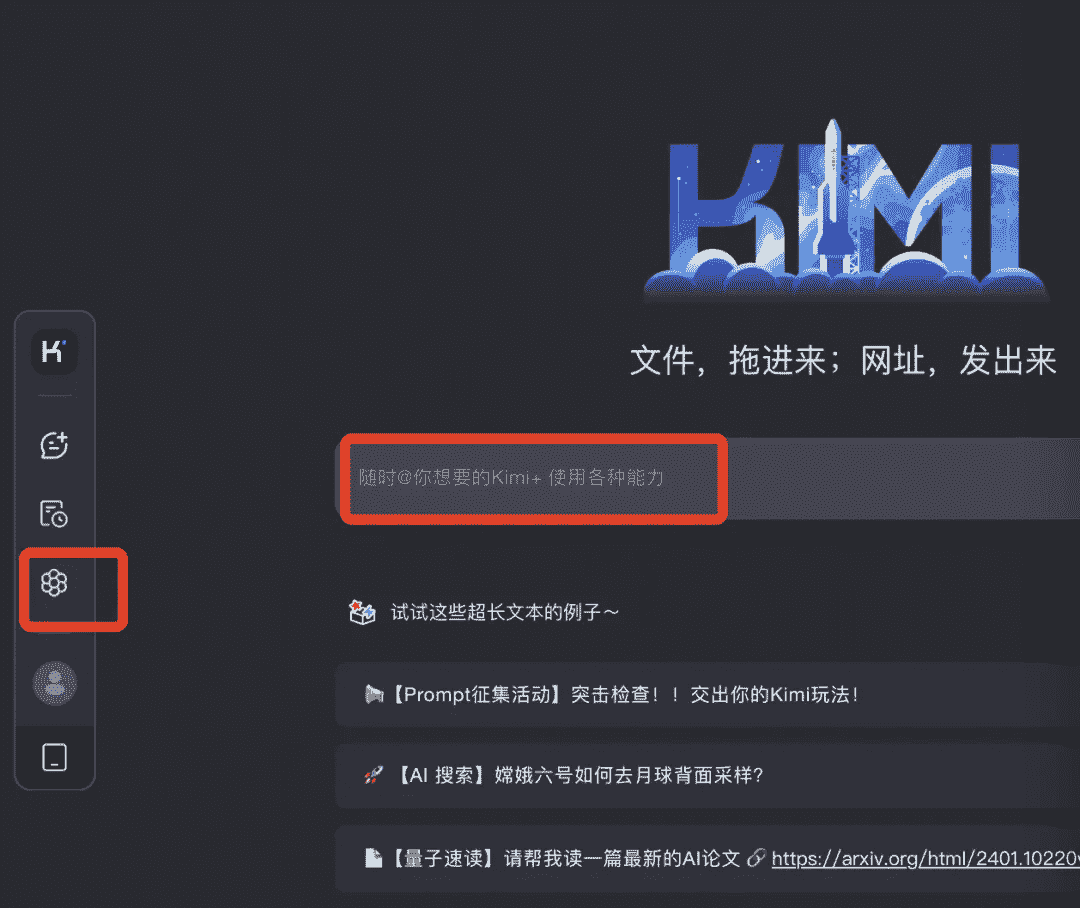 KIMI
文件，拖进来；网址，发出来
K
随时@你想要的Kimi+ 使用各种能力
试试这些超长文本的例子～
【Prompt征集活动】突击检查！！交出你的Kimi玩法！
【AI 搜索】嫦娥六号如何去月球背面采样？
【量子速读】请帮我读一篇最新的AI论文 🔗 https://arxiv.org/html/2401.10220v